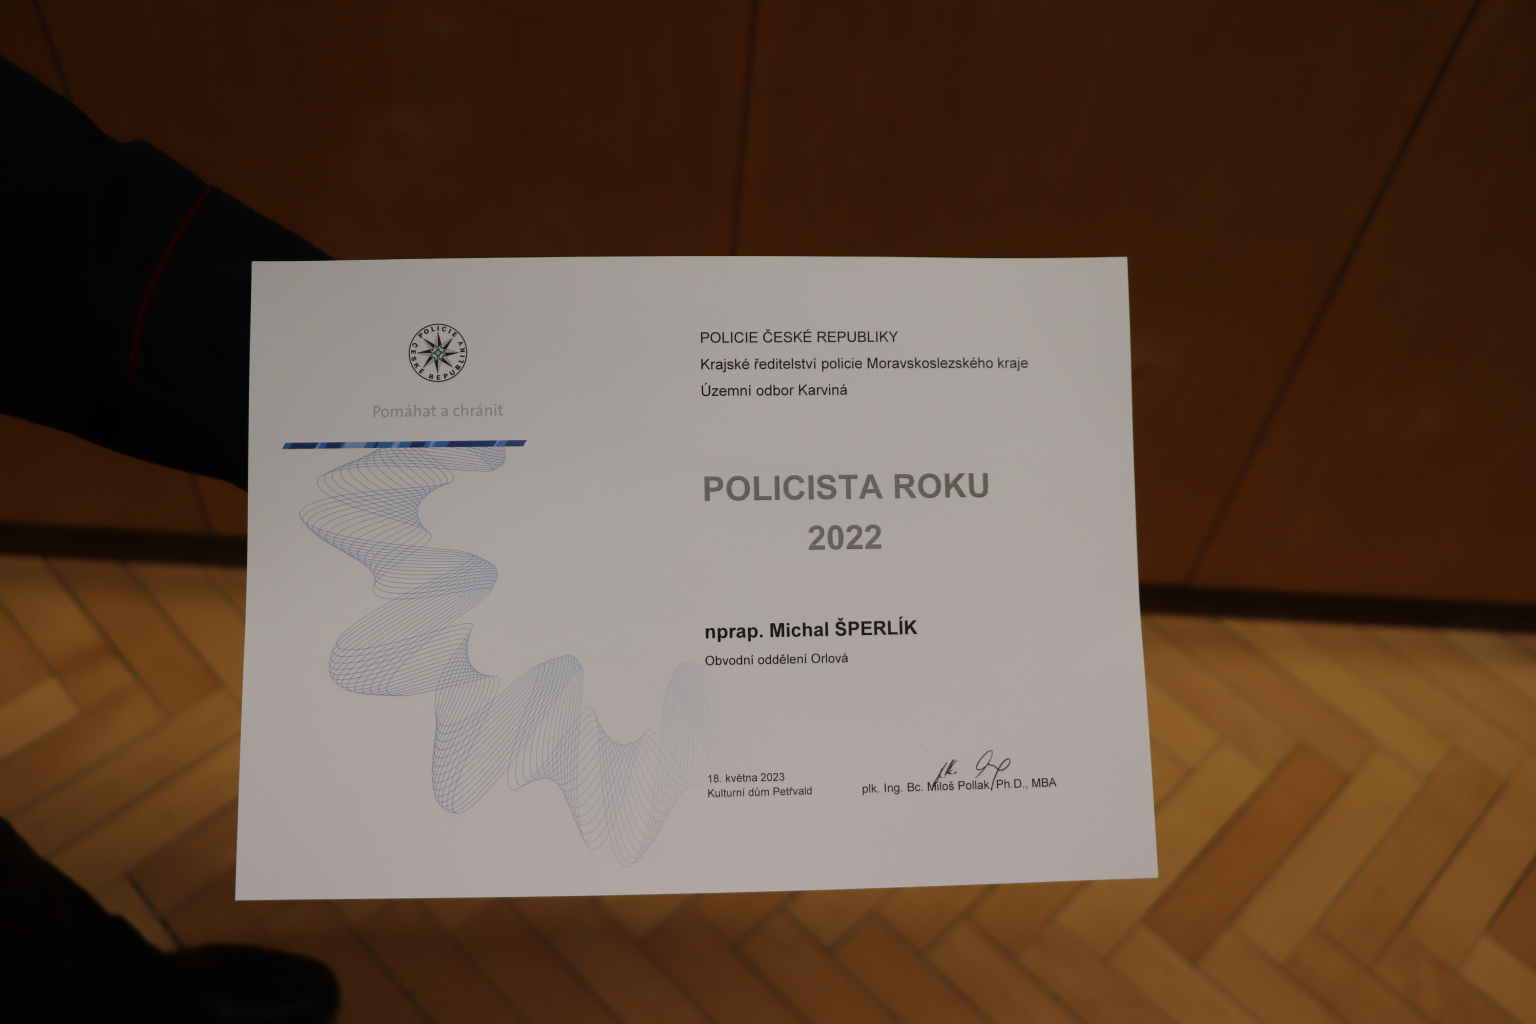 POLICIE ČESKÉ REPUBLIKY
Pomáhat a chránit
POLICIE ČESKÉ REPUBLIKY
Krajské ředitelství policie Moravskoslezského kraje
Územní odbor Karviná
POLICISTA ROKU
2022
nprap. Michal ŠPERLÍK
Obvodní oddělení Orlová
18. května 2023
Kulturní dům Petřvald
plk. Ing. Bc. Miloš Pollak, Ph.D., MBA